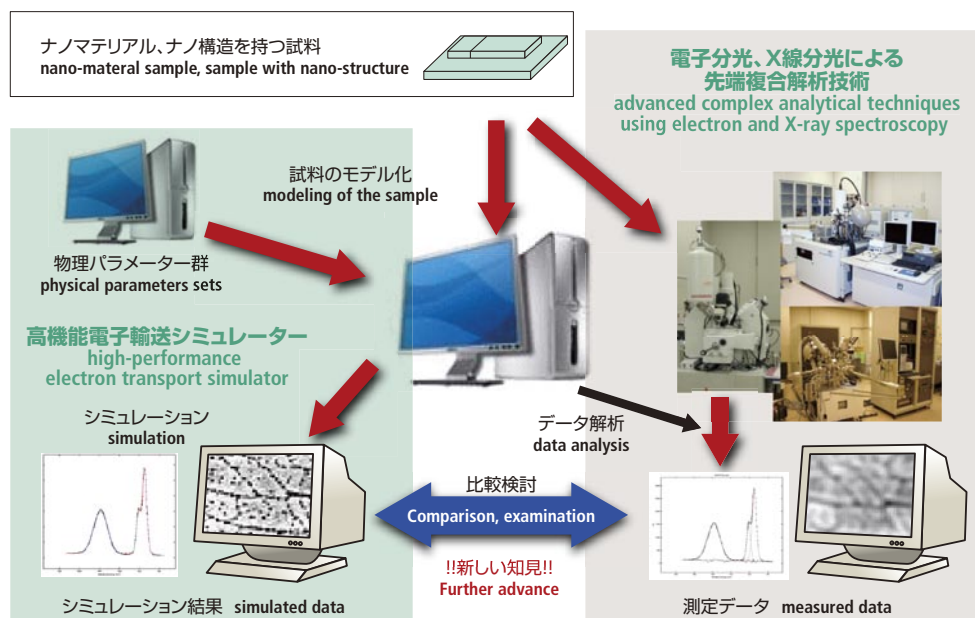 ナノマテリアル、ナノ構造を持つ試料
nano-materal sample, sample with nano-structure
電子分光、X線分光による
先端複合解析技術
advanced complex analytical techniques
using electron and X-ray spectroscopy
試料のモデル化
modeling of the sample
物理パラメーター群
physical parameters sets
高機能電子輸送シミュレーター
high-performance
electron transport simulator
シミュレーション
simulation
データ解析
data analysis
比較検討
Comparison, examination
!!新しい知見!!
Further advance
シミュレーション結果 simulated data
測定データ measured data